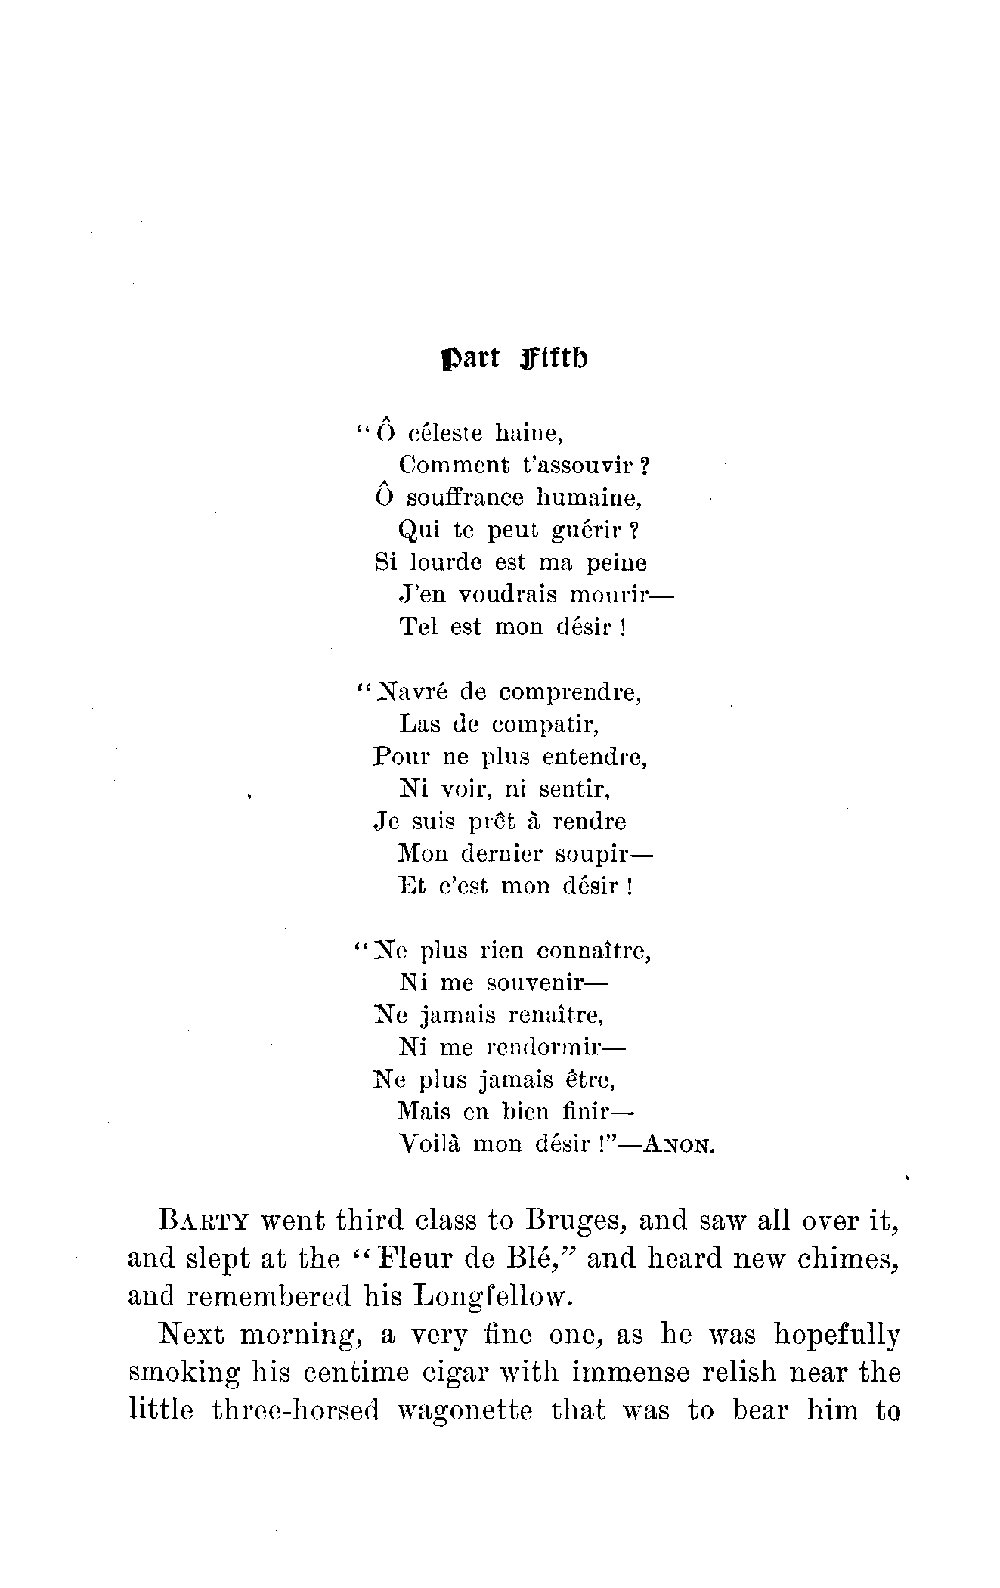 Part Fifth
“Ô céleste haine,
Comment t’assouvir ?
Ô souffrance humaine,
Qui te peut guérir ?
Si lourde est ma peine
J’en voudrais mourir—
Tel est mon désir !
“Navré de comprendre,
Las de compatir,
Pour ne plus entendre,
Ni voir, ni sentir,
Je suis prêt à rendre
Mon dernier soupir—
Et c’est mon désir !
“Ne plus rien connaître,
Ni me souvenir—
Ne jamais renaître,
Ni me rendormir—
Ne plus jamais être,
Mais en bien finir—
Voilà mon désir !”—ANON.
BARTY went third class to Bruges, and saw all over it,
and slept at the “Fleur de Blé,” and heard new chimes,
and remembered his Longfellow.
Next morning, a very fine one, as he was hopefully
smoking his centime cigar with immense relish near the
little three-horsed wagonette that was to bear him to